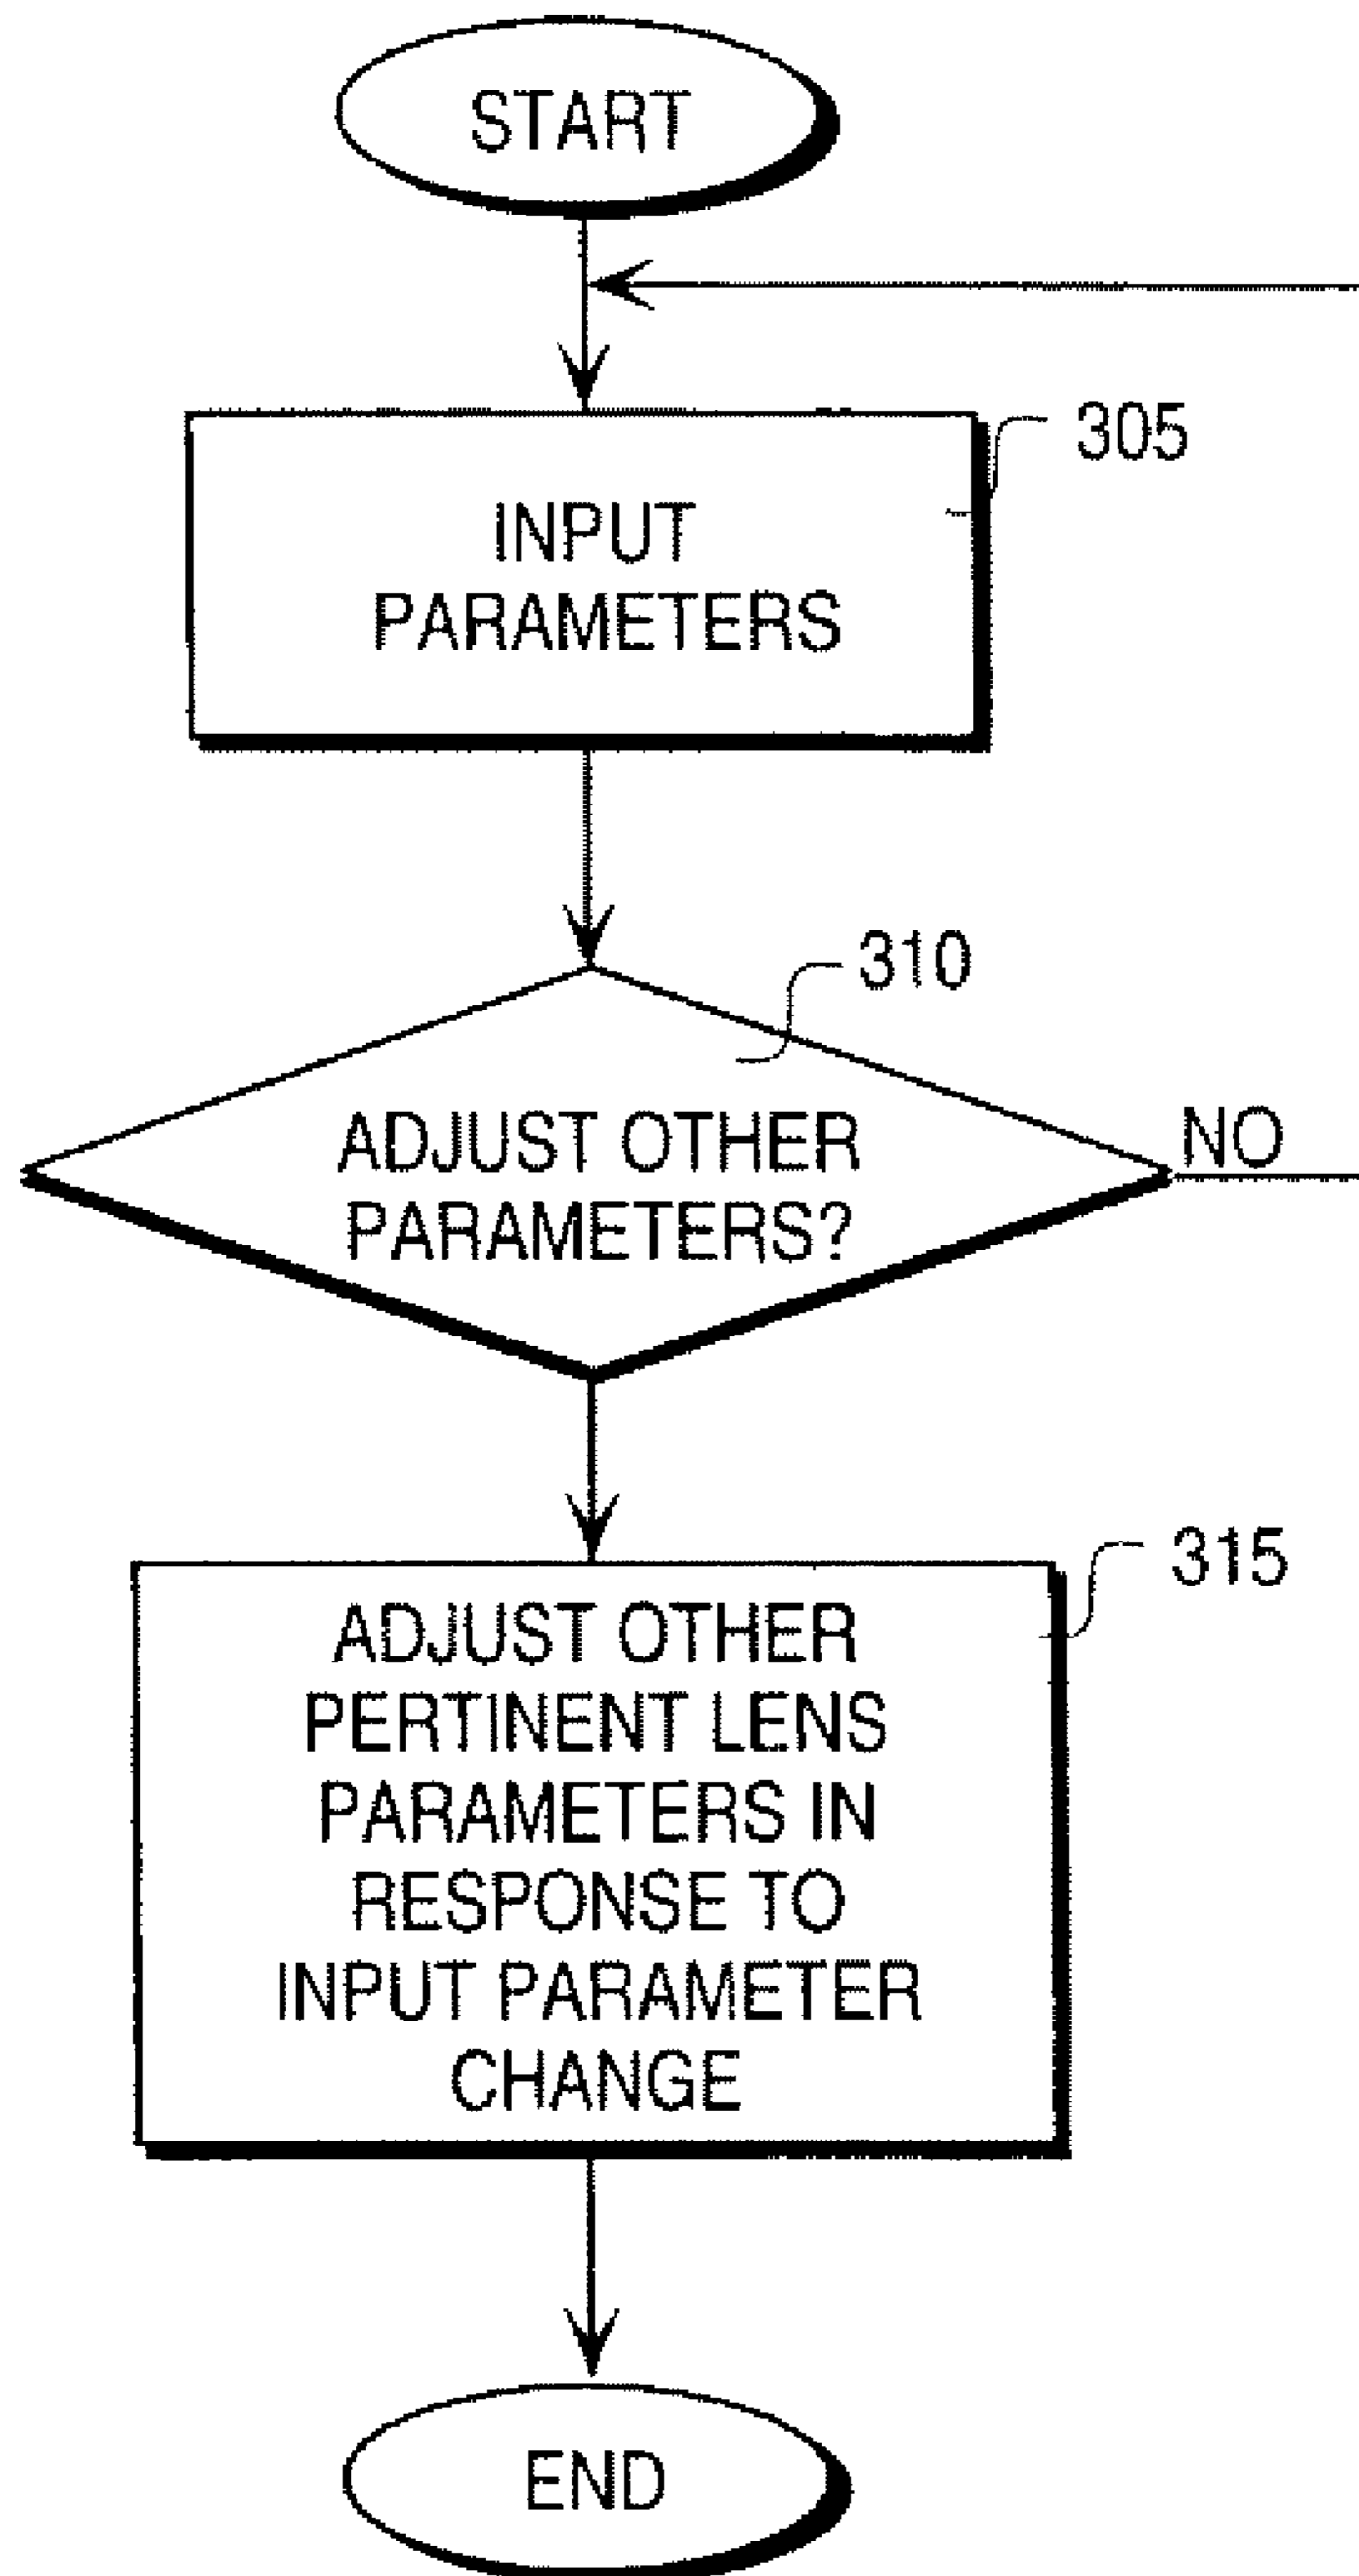 START
305
INPUT
PARAMETERS
310
ADJUST OTHER
PARAMETERS?
NO
315
ADJUST OTHER
PERTINENT LENS
PARAMETERS IN
RESPONSE TO
INPUT PARAMETER
CHANGE
END